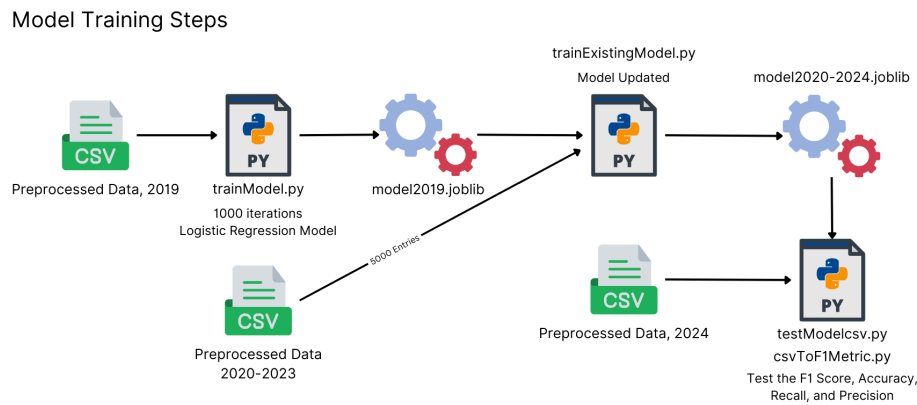 Model Training Steps
trainExistingModel.py
Model Updated
model2020-2024.joblib
CSV
PY
PY
Preprocessed Data, 2019
trainModel.py
model2019.joblib
1000 iterations
Logistic Regression Model
5000 Entries
CSV
CSV
PY
Preprocessed Data
2020-2023
Preprocessed Data, 2024
testModelcsv.py
csvToF1Metric.py
Test the F1 Score, Accuracy,
Recall, and Precision